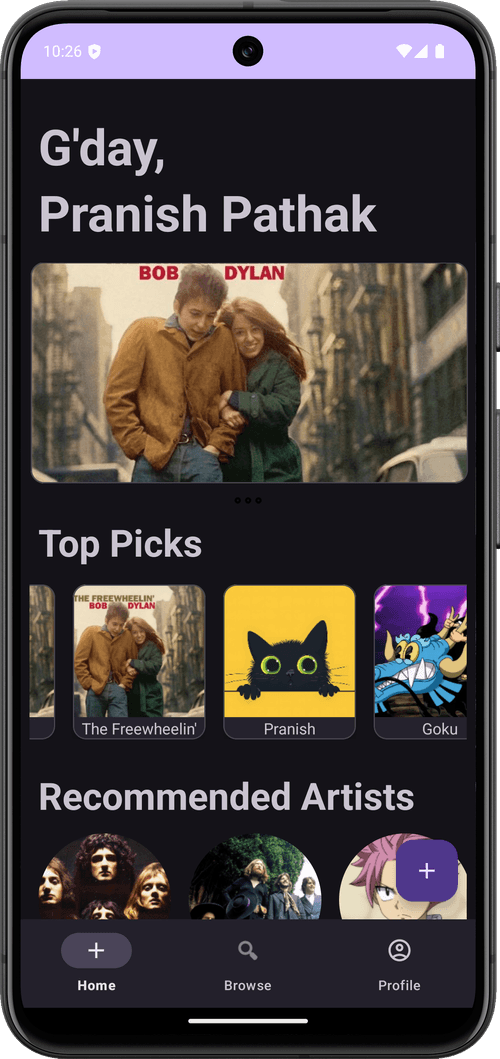 10:26
G'day,
Pranish Pathak
BOB DYLAN
Top Picks
THE FREEWHEELIN'
BOB DYLAN
The Freewheelin'
Pranish
Goku
Recommended Artists
+
+
Home
Browse
Profile